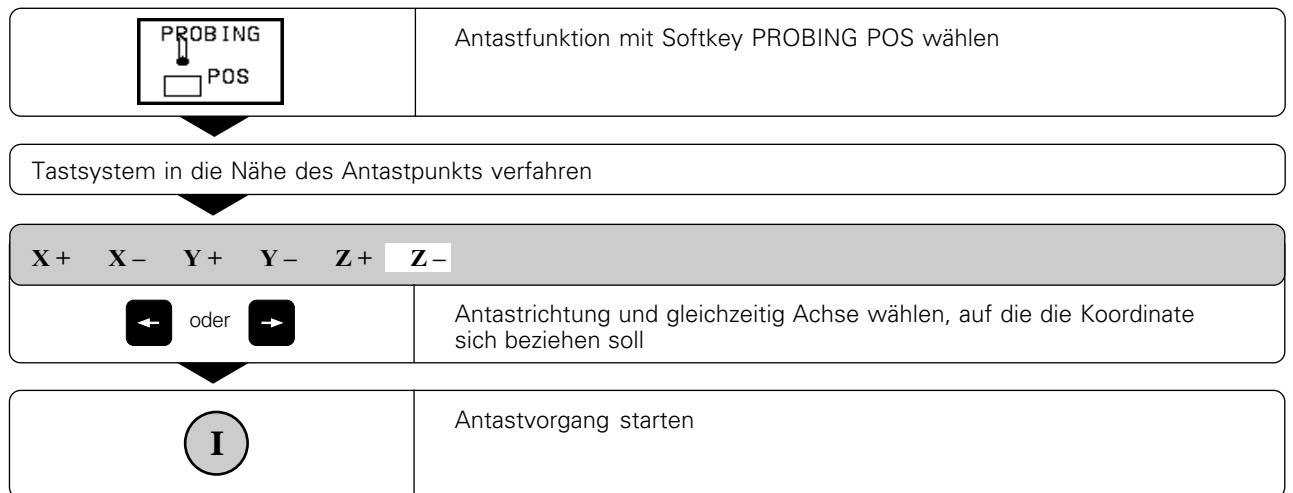 PROBING
POS
Antastfunktion mit Softkey PROBING POS wählen
Tastsystem in die Nähe des Antastpunkts verfahren
X + X – Y + Y – Z + Z –
oder
Antastrichtung und gleichzeitig Achse wählen, auf die die Koordinate
sich beziehen soll
I
Antastvorgang starten